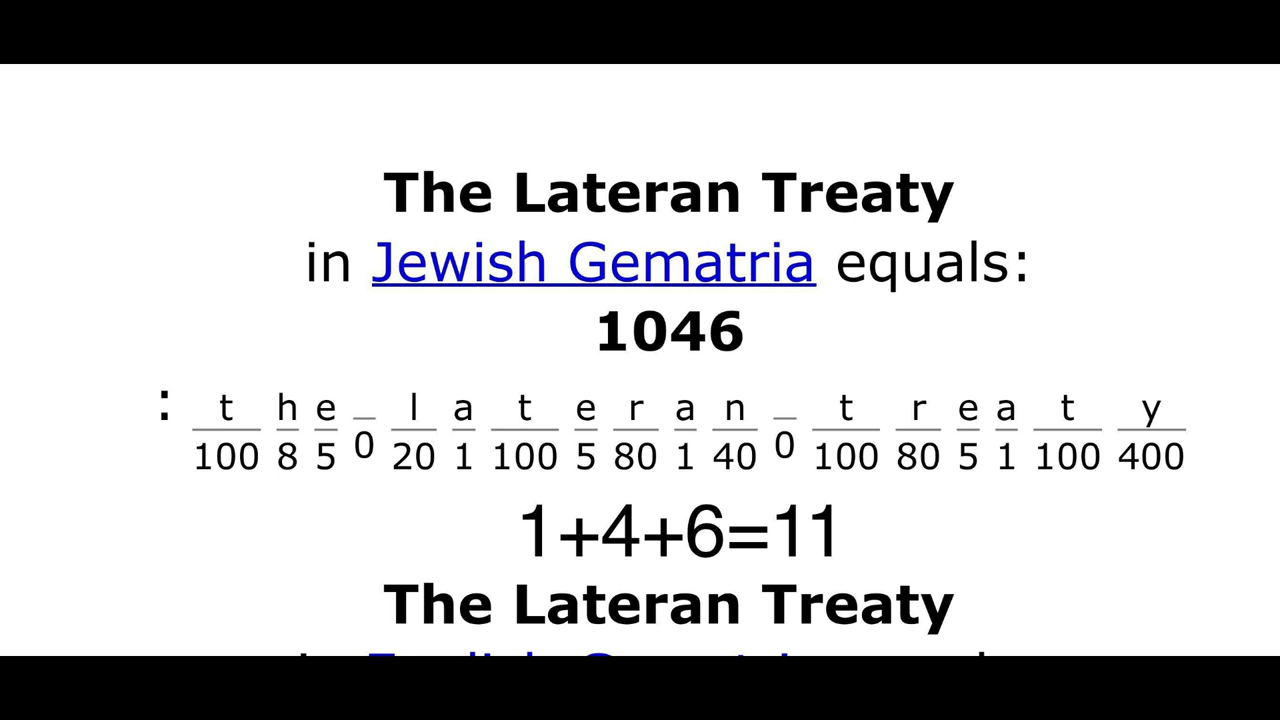 The Lateran Treaty
in Jewish Gematria equals:
1046
: t h e _ l a t e r a n _ t r e a t y
100 8 5 0 20 1 100 5 80 1 40 0 100 80 5 1 100 400
1+4+6=11
The Lateran Treaty